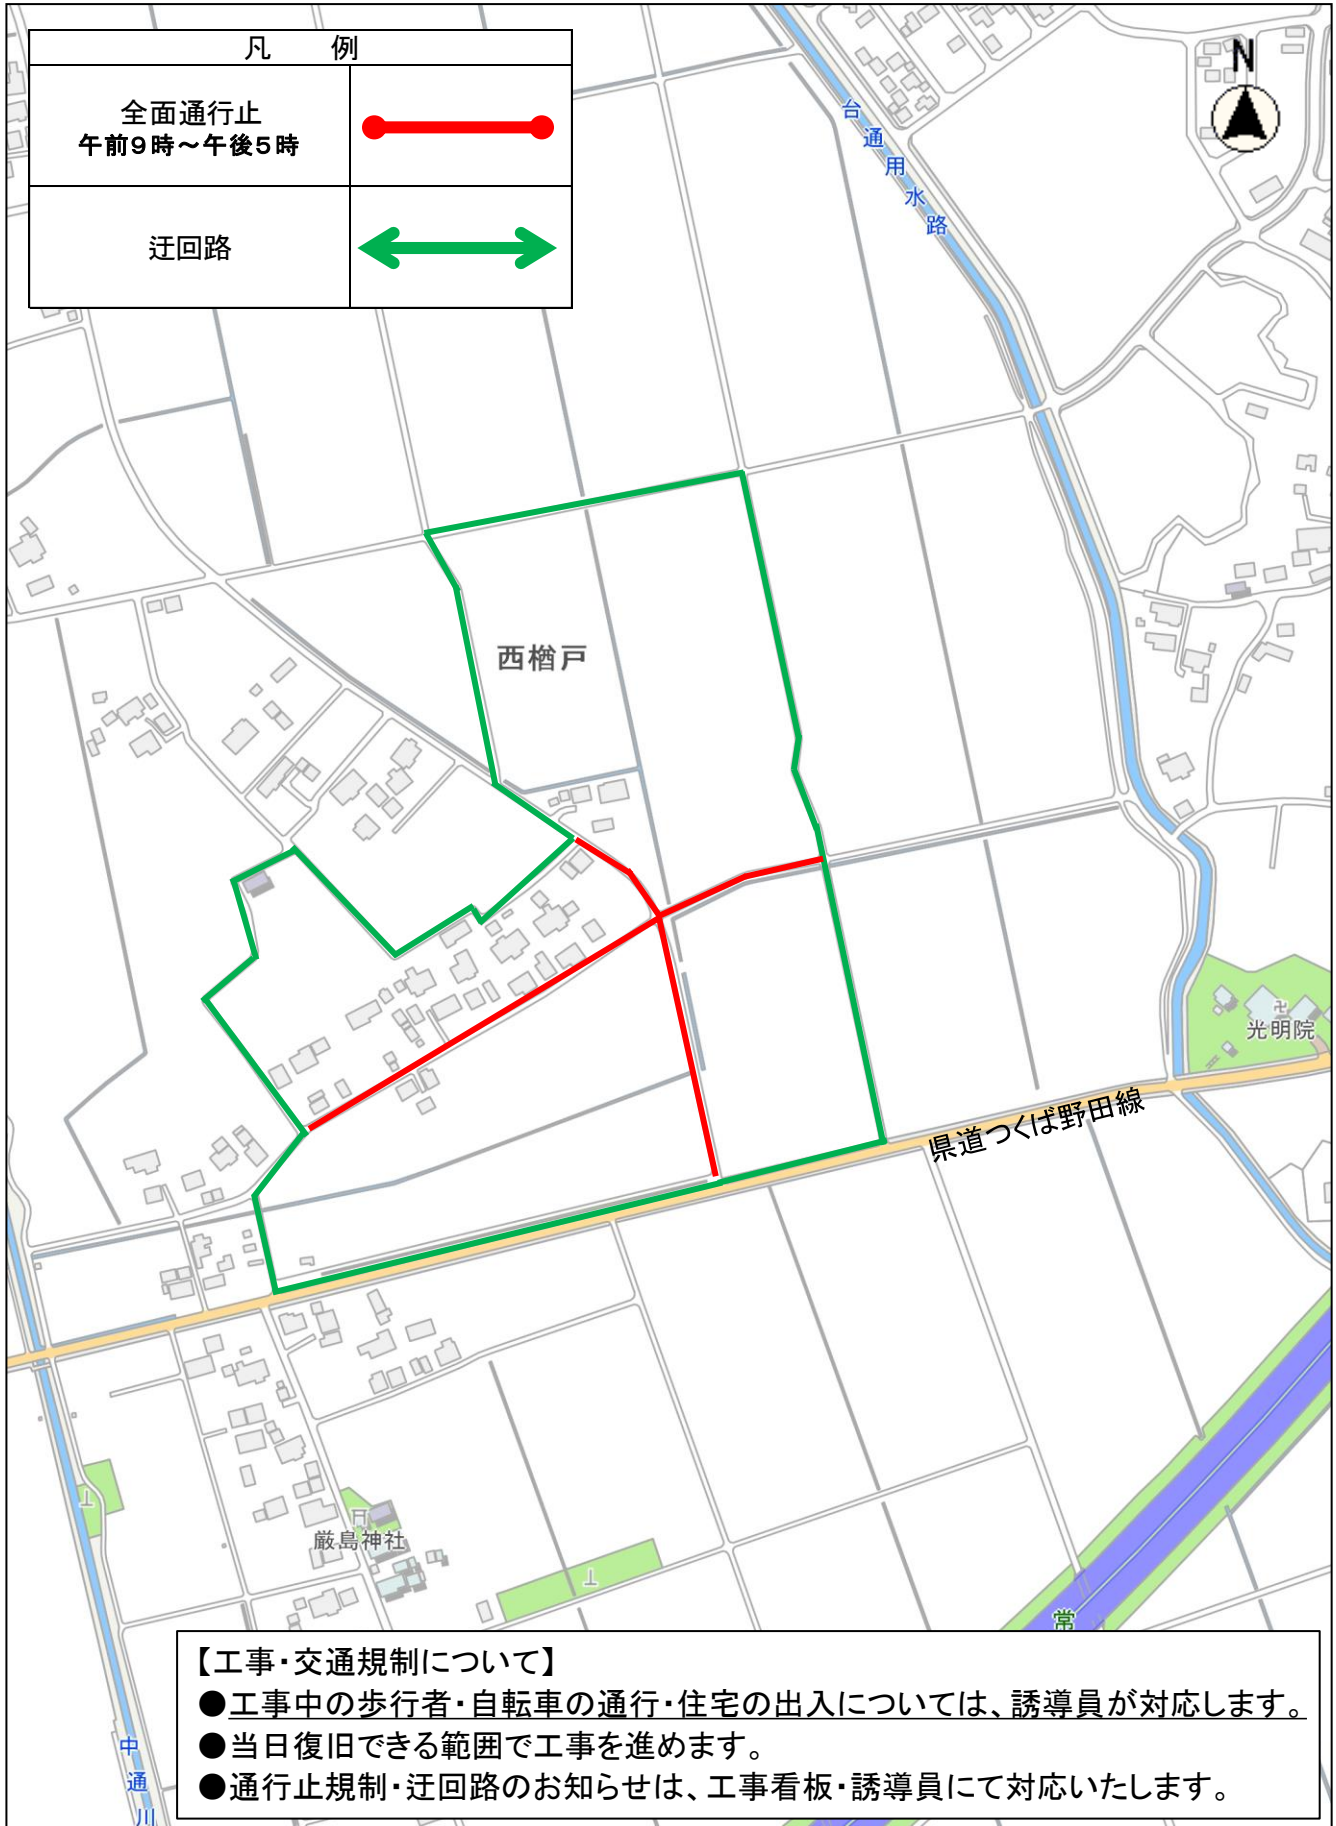 凡 例
全面通行止
午前9時～午後5時
迂回路
N
台通用水路
西楢戸
光明院
県道つくば野田線
厳島神社
常
【工事・交通規制について】
●工事中の歩行者・自転車の通行・住宅の出入については、誘導員が対応します。
●当日復旧できる範囲で工事を進めます。
●通行止規制・迂回路のお知らせは、工事看板・誘導員にて対応いたします。
中通川